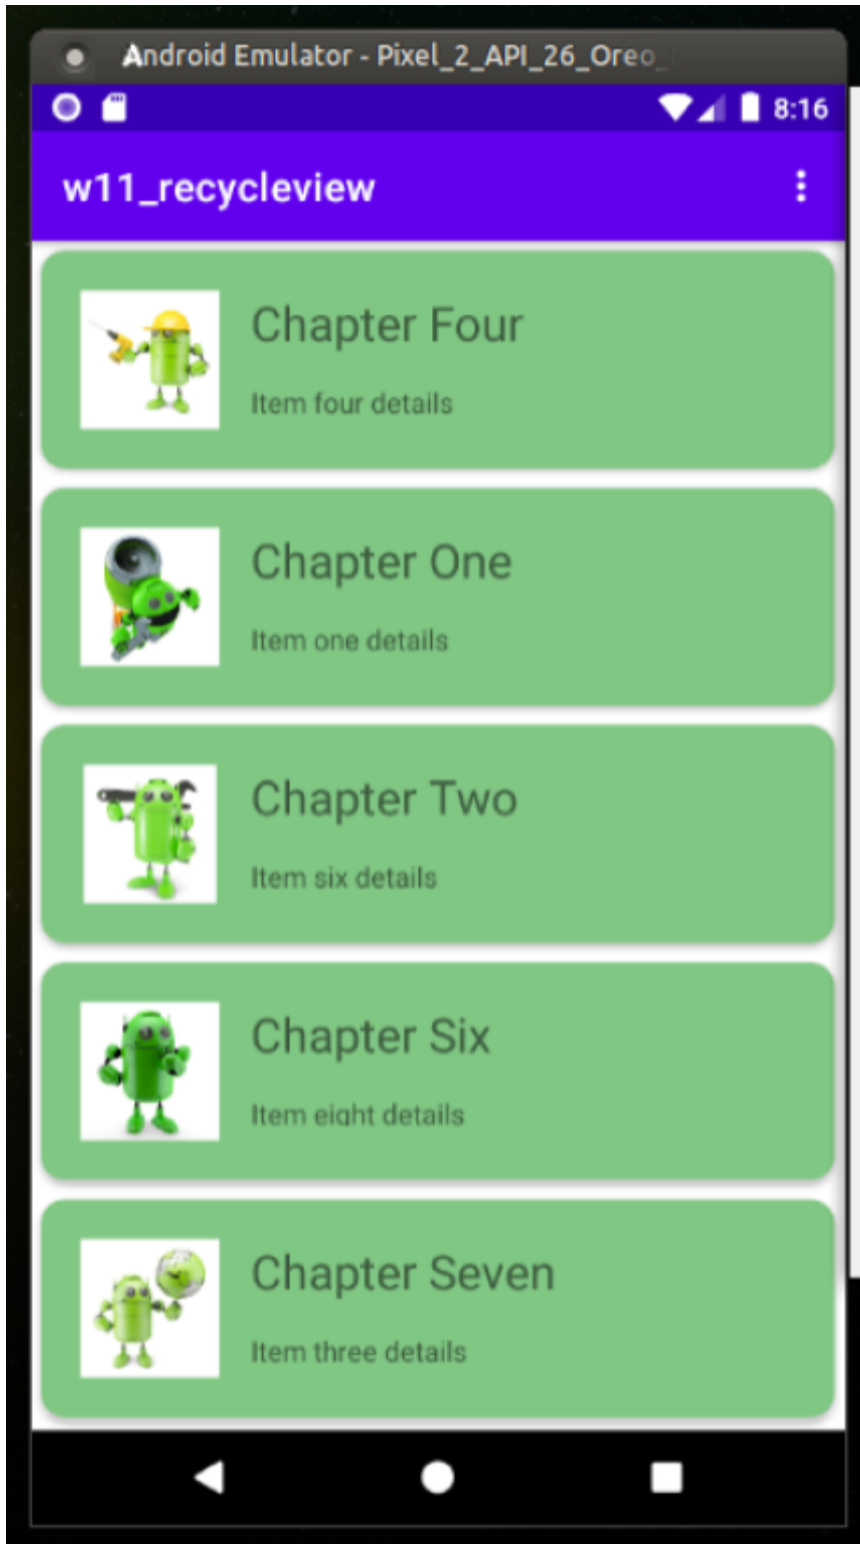 Android Emulator - Pixel_2_API_26_Oreo_
8:16
w11_recycleview
Chapter Four
Item four details
Chapter One
Item one details
Chapter Two
Item six details
Chapter Six
Item eight details
Chapter Seven
Item three details